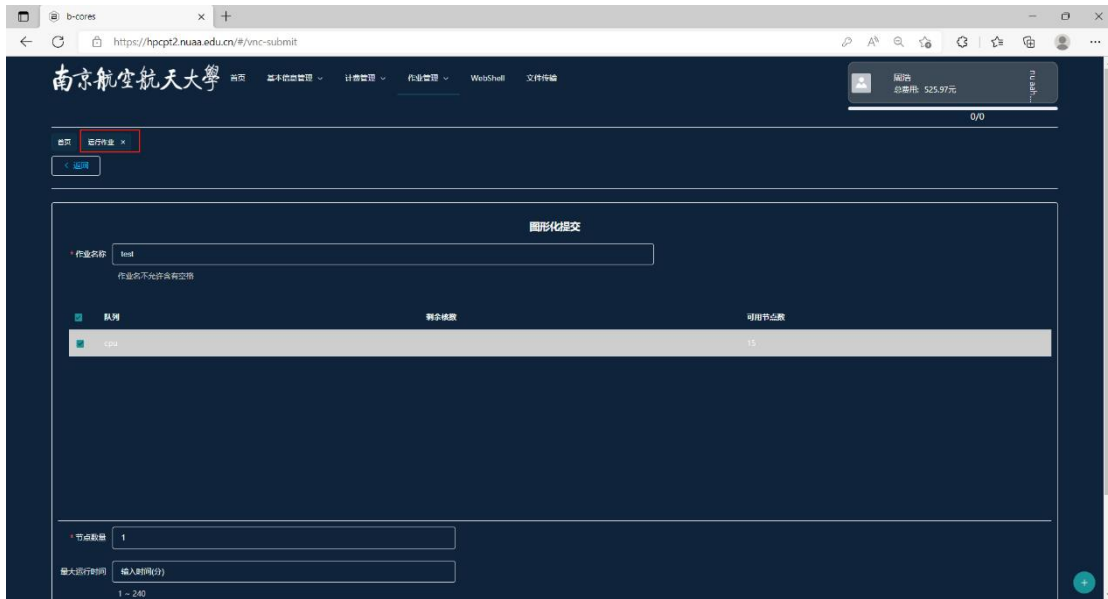 b-cores
https://hpcpt2.nuaa.edu.cn/#/vnc-submit
南京航空航天大學 首页 基本信息管理 计费管理 作业管理 WebShell 文件传输
周浩
总费用: 525.97元
nuaah...
0/0
首页 运行作业 ×
< 返回
图形化提交
* 作业名称 test
作业名不允许含有空格
队列 剩余核数 可用节点数
cpu 15
* 节点数量 1
最大运行时间 输入时间(分)
1 ~ 240